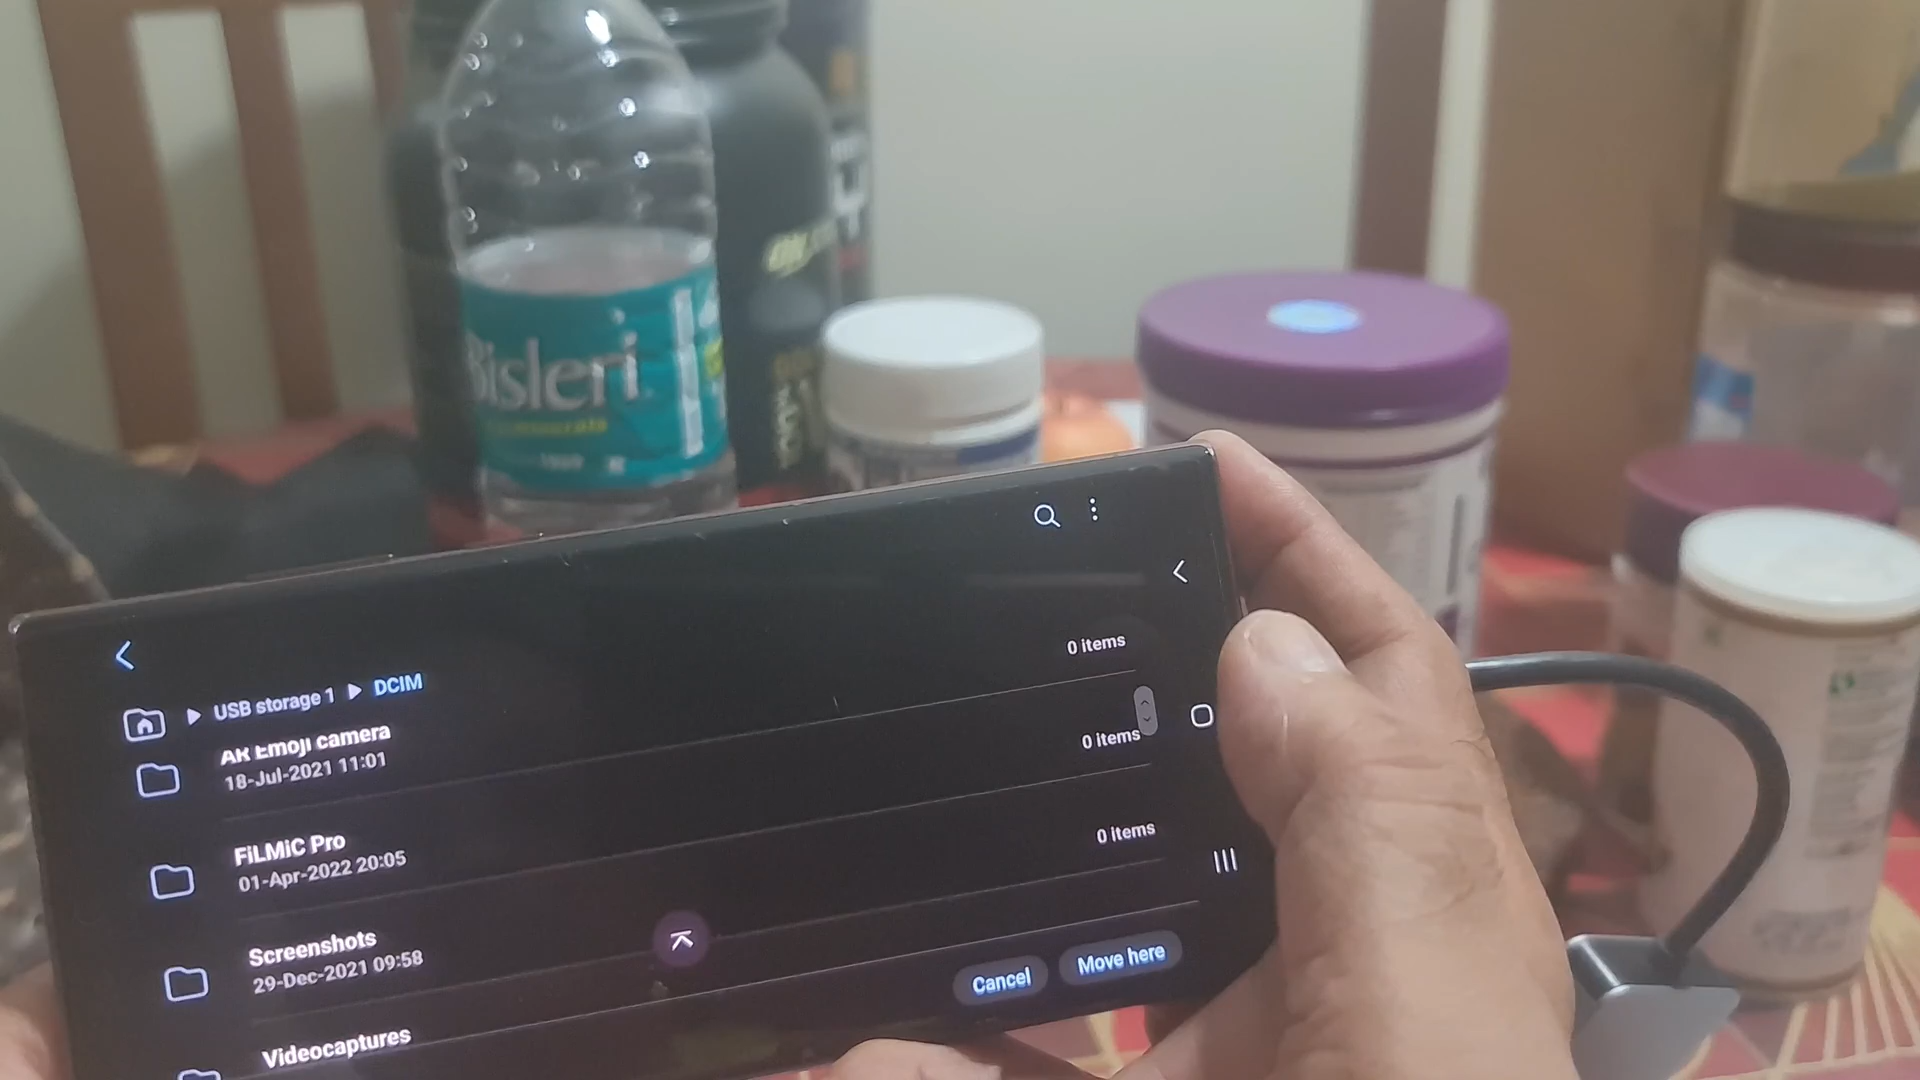 Bisleri
ON
0 items
USB storage 1 ▶ DCIM
AR Emoji camera
18-Jul-2021 11:01
0 items
FiLMiC Pro
01-Apr-2022 20:05
0 items
Screenshots
29-Dec-2021 09:58
Cancel
Move here
Videocaptures